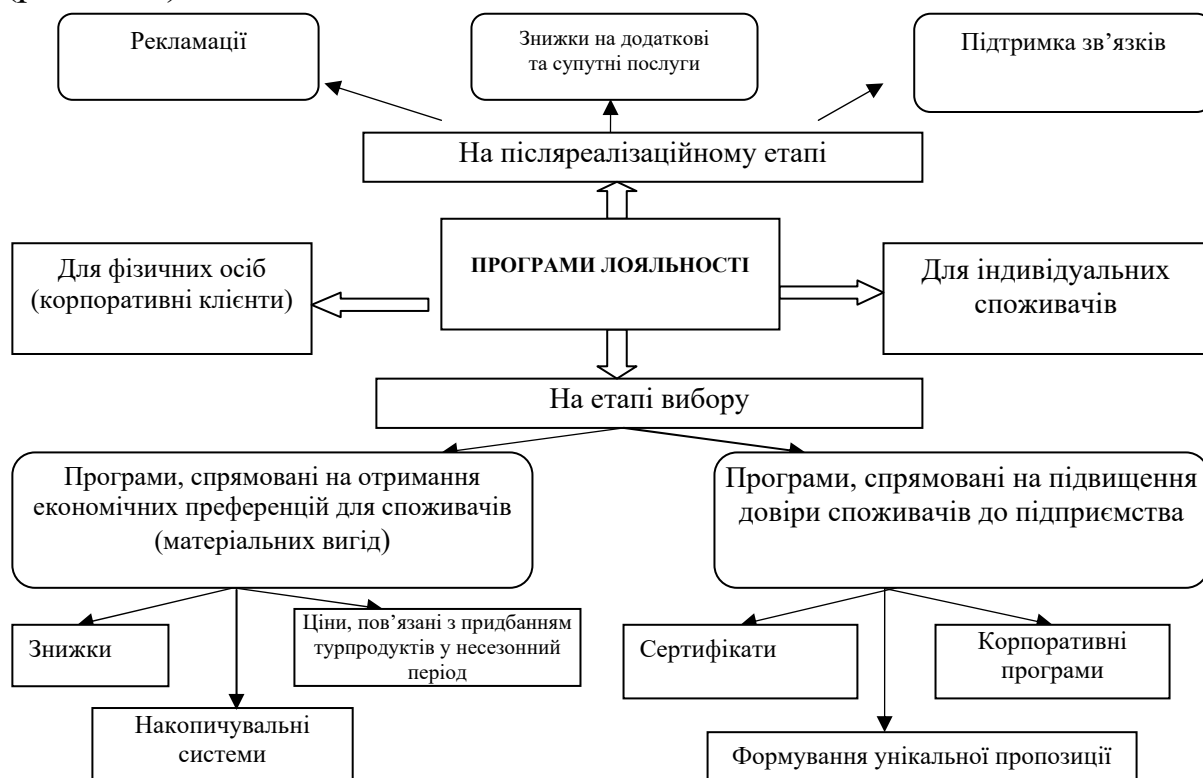 Рекламації
Знижки на додаткові
та супутні послуги
Підтримка зв’язків
На післяреалізаційному етапі
Для фізичних осіб
(корпоративні клієнти)
ПРОГРАМИ ЛОЯЛЬНОСТІ
Для індивідуальних
споживачів
На етапі вибору
Програми, спрямовані на отримання
економічних преференцій для споживачів
(матеріальних вигід)
Програми, спрямовані на підвищення
довіри споживачів до підприємства
Знижки
Ціни, пов’язані з придбанням
турпродуктів у несезонний
період
Сертифікати
Корпоративні
програми
Накопичувальні
системи
Формування унікальної пропозиції